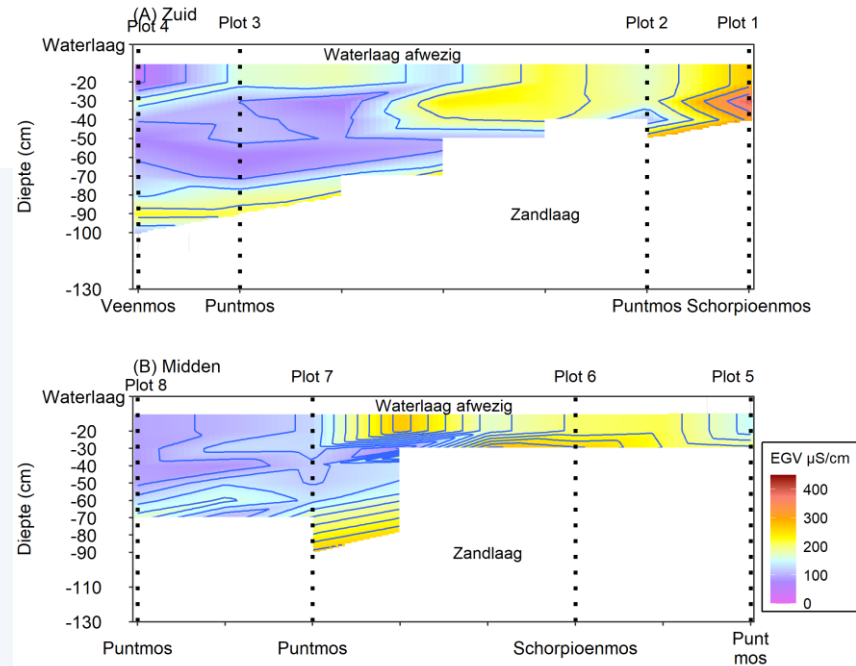 (A) Zuid
Plot 4 Plot 3 Plot 2 Plot 1
Waterlaag
Waterlaag afwezig
-20
-30
-40
-50
-60
-70
-80
-90
-100
-130
Diepte (cm)
Zandlaag
Veenmos Puntmos Puntmos Schorpioenmos
(B) Midden
Plot 8 Plot 7 Plot 6 Plot 5
Waterlaag
Waterlaag afwezig
-20
-30
-40
-50
-60
-70
-80
-90
-110
-130
Diepte (cm)
Zandlaag
Puntmos Puntmos Schorpioenmos Punt
mos
EGV µS/cm
400
300
200
100
0